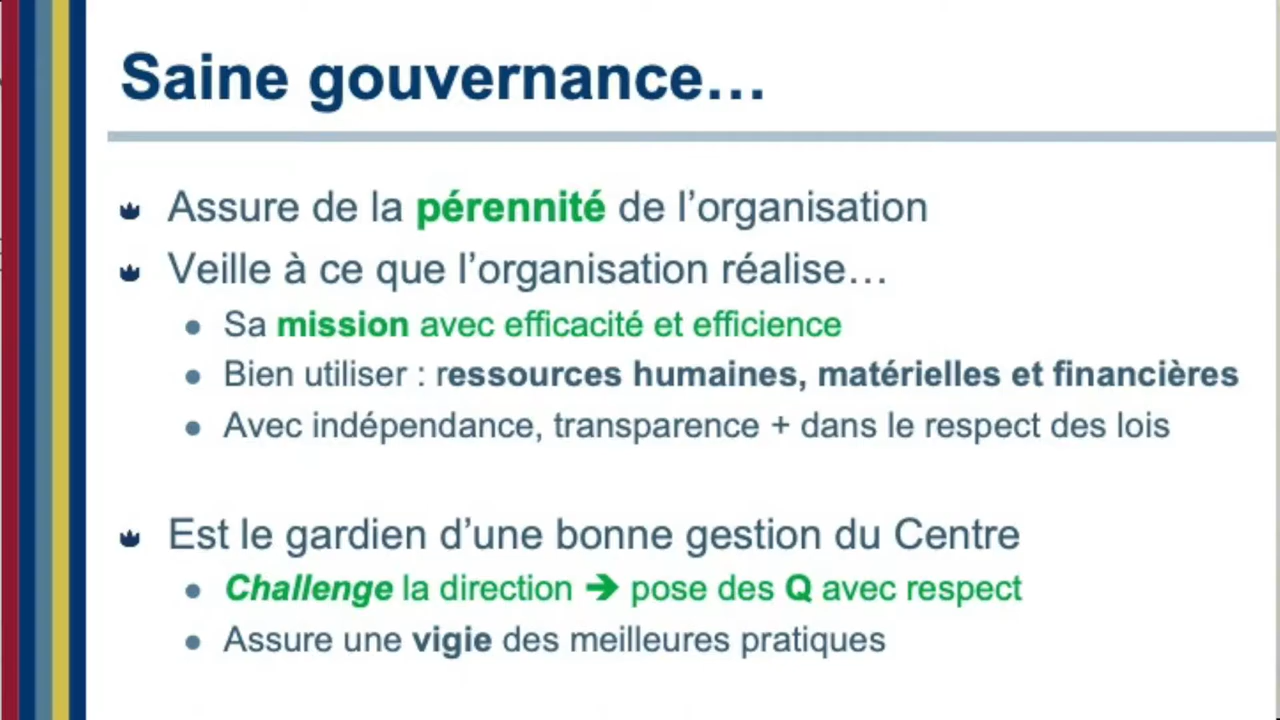 Saine gouvernance…
Assure de la pérennité de l’organisation
Veille à ce que l’organisation réalise…
Sa mission avec efficacité et efficience
Bien utiliser : ressources humaines, matérielles et financières
Avec indépendance, transparence + dans le respect des lois
Est le gardien d’une bonne gestion du Centre
Challenge la direction ➔ pose des Q avec respect
Assure une vigie des meilleures pratiques